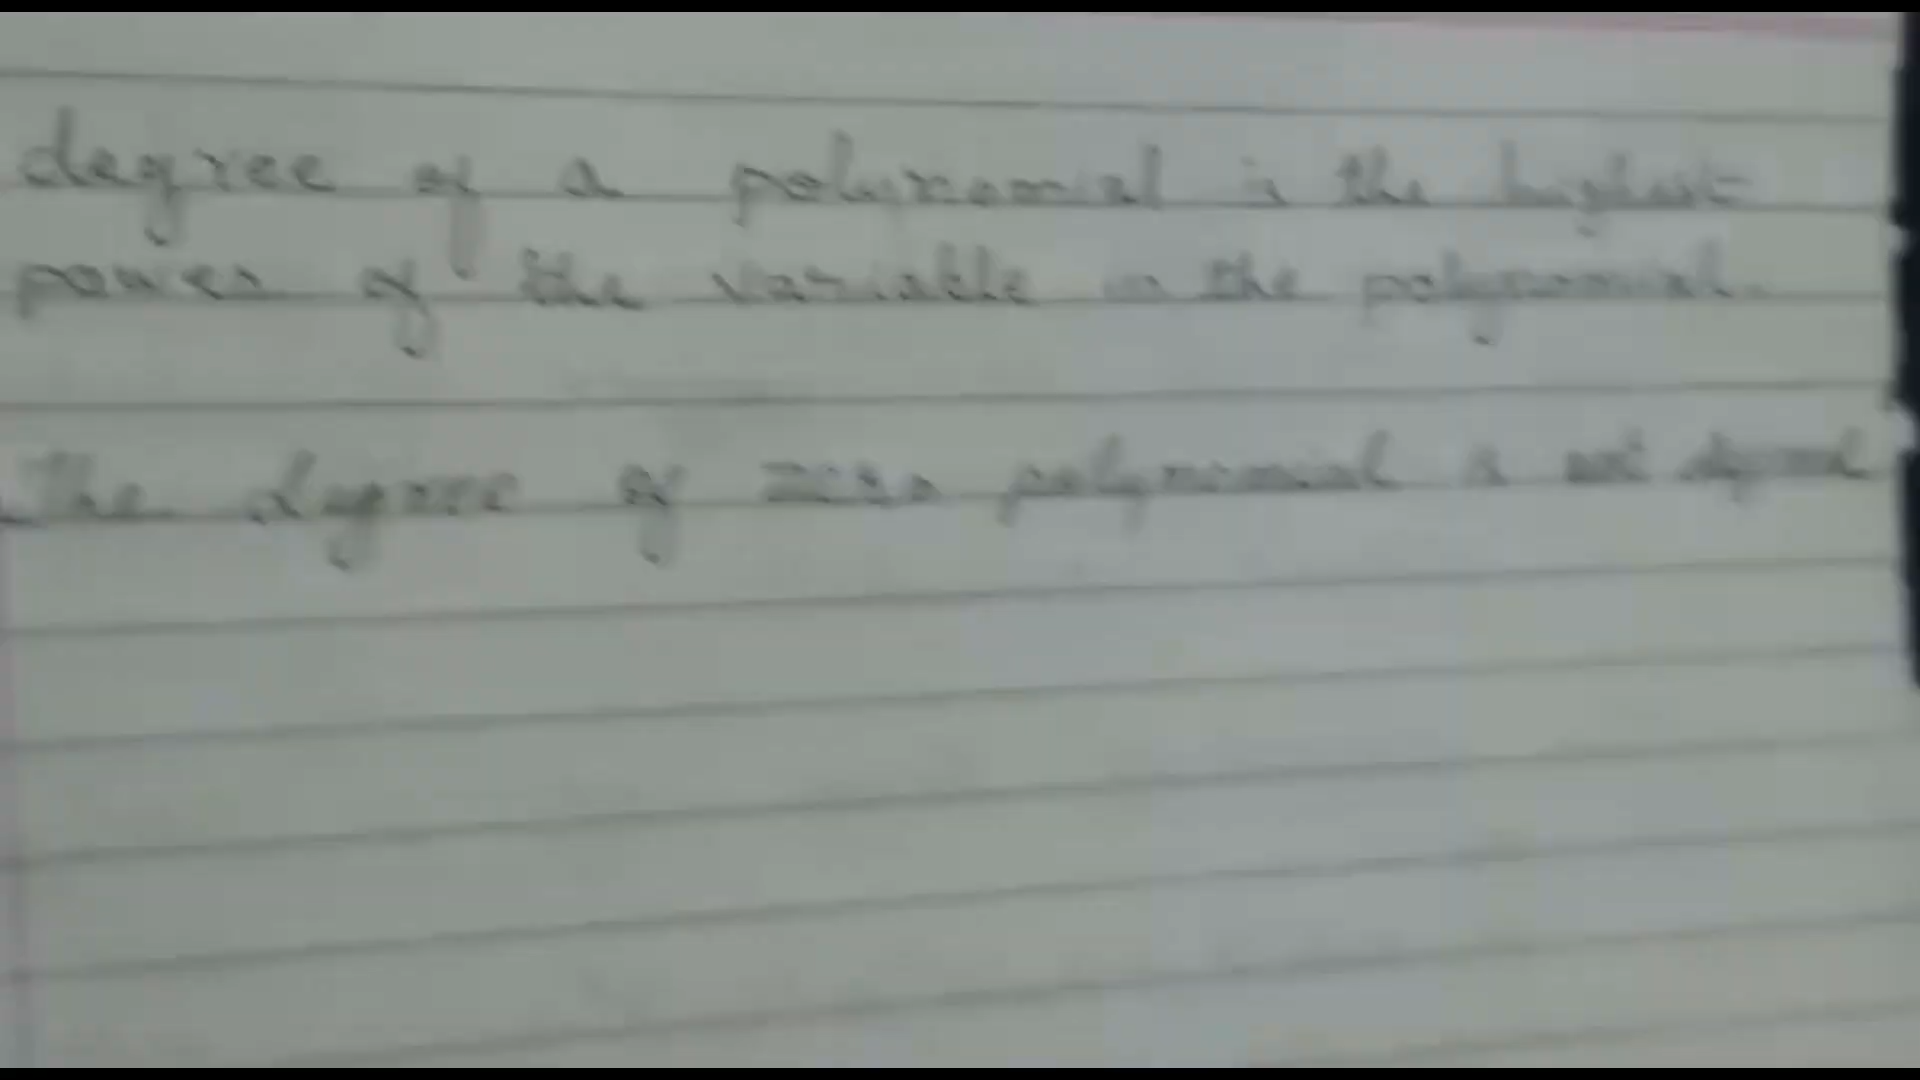 degree of a polynomial is the highest
power of the variable in the polynomial.
The degree of zero polynomial is not defined